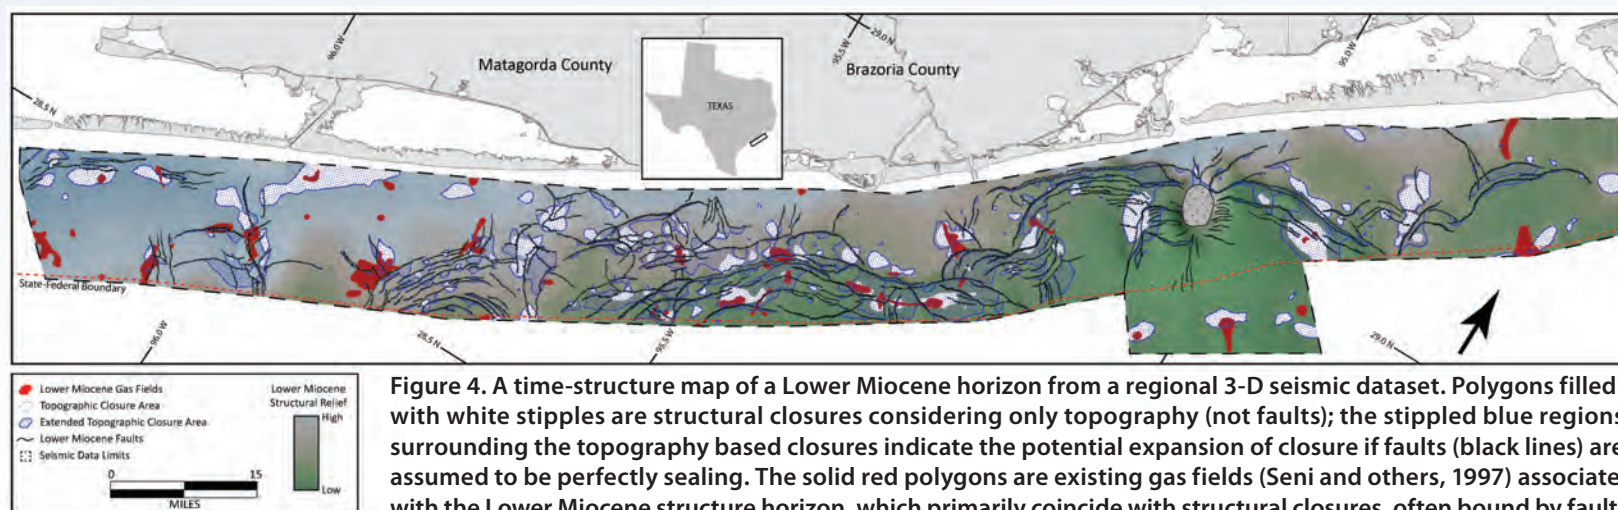 96.0 W
95.5 W
29.0 N
95.0 W
Matagorda County
Brazoria County
28.5 N
TEXAS
State-Federal Boundary
96.0 W
28.5 N
95.5 W
29.0 N
Lower Miocene Gas Fields
Topographic Closure Area
Extended Topographic Closure Area
Lower Miocene Faults
Seismic Data Limits
0 15
MILES
Lower Miocene
Structural Relief
High
Low
Figure 4. A time-structure map of a Lower Miocene horizon from a regional 3-D seismic dataset. Polygons filled
with white stipples are structural closures considering only topography (not faults); the stippled blue regions
surrounding the topography based closures indicate the potential expansion of closure if faults (black lines) are
assumed to be perfectly sealing. The solid red polygons are existing gas fields (Seni and others, 1997) associate
with the Lower Miocene structure horizon, which primarily coincide with structural closures, often bound by fault